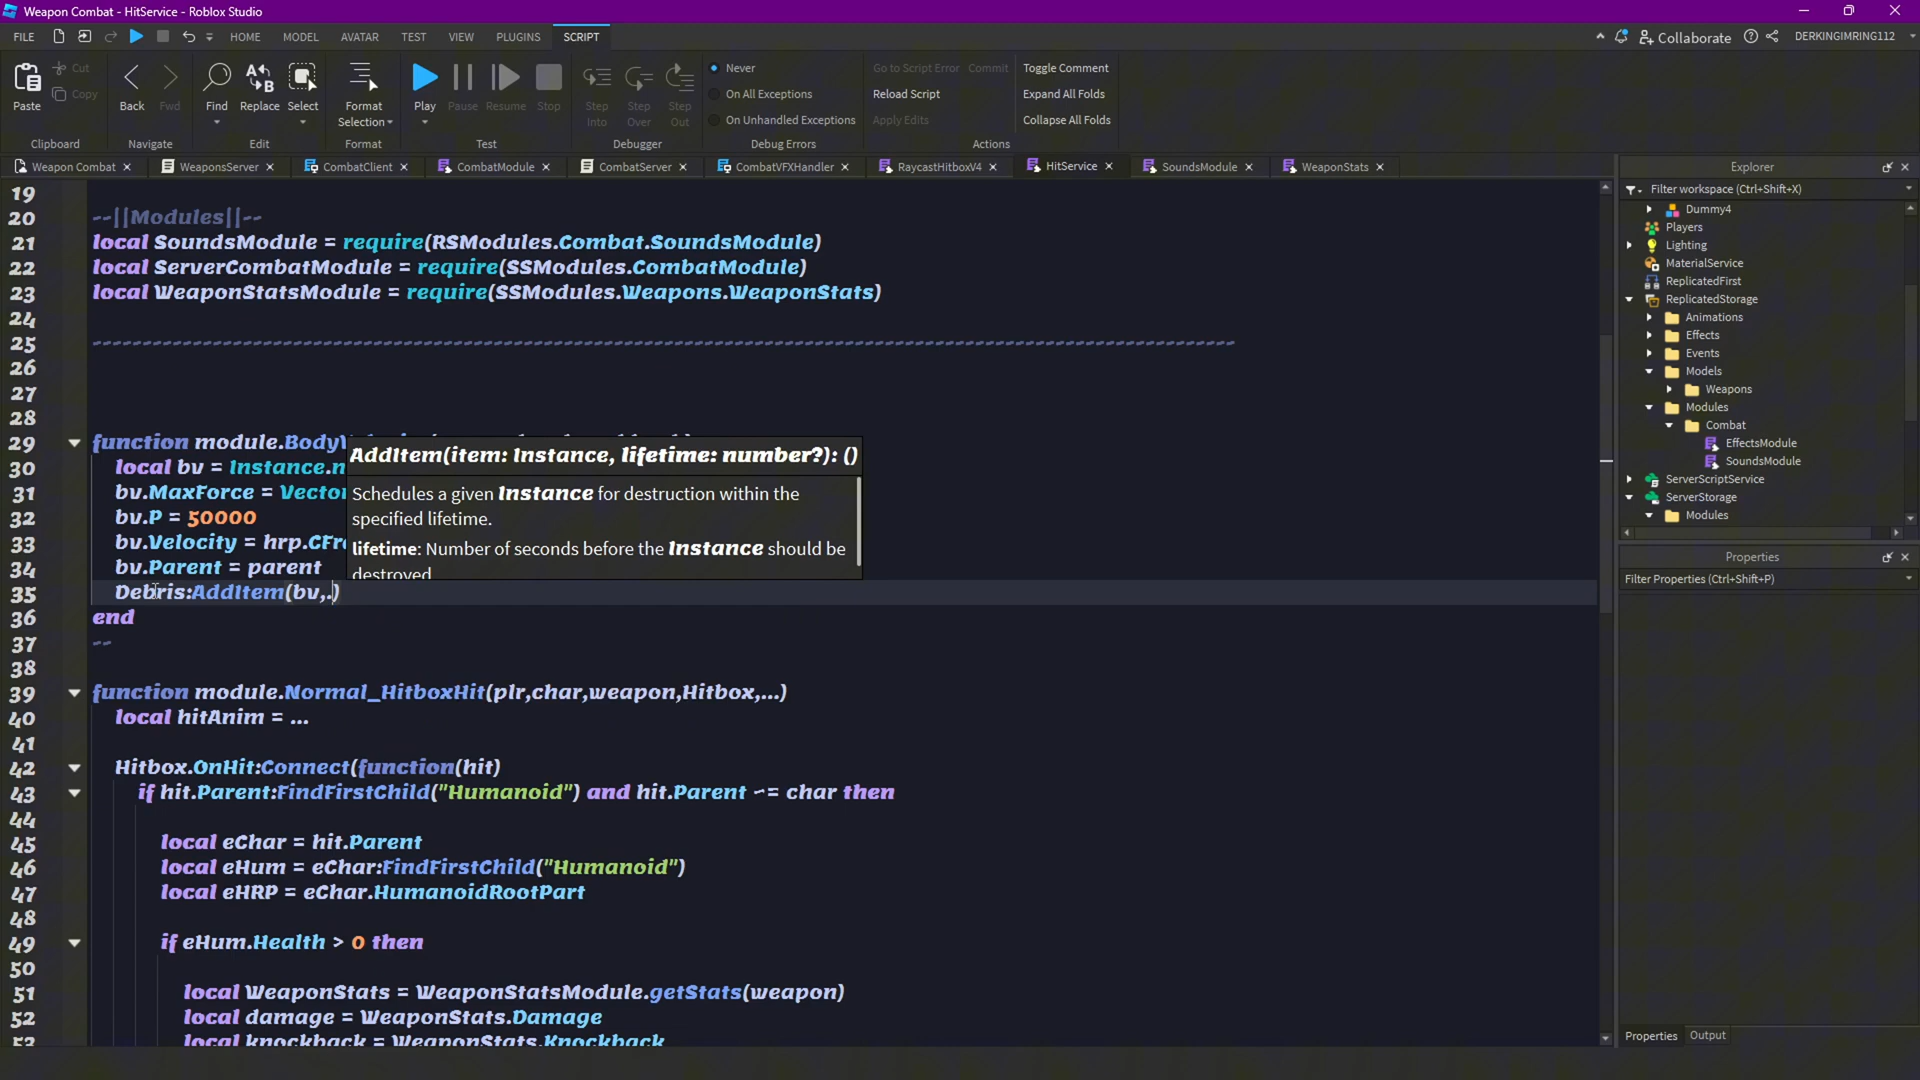 Weapon Combat - HitService - Roblox Studio
FILE
HOME
MODEL
AVATAR
TEST
VIEW
PLUGINS
SCRIPT
Collaborate
DERKINGIMRING112
Paste
Cut
Copy
Clipboard
Back
Fwd
Navigate
Find
Replace
Select
Edit
Format
Selection
Format
Play
Pause
Resume
Stop
Test
Step
Into
Step
Over
Step
Out
Debugger
Never
On All Exceptions
On Unhandled Exceptions
Debug Errors
Go to Script Error
Commit
Reload Script
Apply Edits
Toggle Comment
Expand All Folds
Collapse All Folds
Actions
Weapon Combat
WeaponsServer
CombatClient
CombatModule
CombatServer
CombatVFXHandler
RaycastHitboxV4
HitService
SoundsModule
WeaponStats
19
20 --||Modules||--
21 local SoundsModule = require(RSModules.Combat.SoundsModule)
22 local ServerCombatModule = require(SSModules.CombatModule)
23 local WeaponStatsModule = require(SSModules.Weapons.WeaponStats)
24
25 ----------------------------------------------------------------------------------------------------
26
27
28
29 function module.BodyV
30 local bv = Instance.n
31 bv.MaxForce = Vecto
32 bv.P = 50000
33 bv.Velocity = hrp.CFr
34 bv.Parent = parent
35 Debris:AddItem(bv,.)
36 end
37 --
38
39 function module.Normal_HitboxHit(plr,char,weapon,Hitbox,...)
40 local hitAnim = ...
41
42 Hitbox.OnHit:Connect(function(hit)
43 if hit.Parent:FindFirstChild("Humanoid") and hit.Parent ~= char then
44
45 local eChar = hit.Parent
46 local eHum = eChar:FindFirstChild("Humanoid")
47 local eHRP = eChar.HumanoidRootPart
48
49 if eHum.Health > 0 then
50
51 local WeaponStats = WeaponStatsModule.getStats(weapon)
52 local damage = WeaponStats.Damage
53 local knockback = WeaponStats.Knockback
AddItem(item: Instance, lifetime: number?): ()
Schedules a given Instance for destruction within the
specified lifetime.
lifetime: Number of seconds before the Instance should be
destroyed
Explorer
Filter workspace (Ctrl+Shift+X)
Dummy4
Players
Lighting
MaterialService
ReplicatedFirst
ReplicatedStorage
Animations
Effects
Events
Models
Weapons
Modules
Combat
EffectsModule
SoundsModule
ServerScriptService
ServerStorage
Modules
Properties
Filter Properties (Ctrl+Shift+P)
Properties
Output